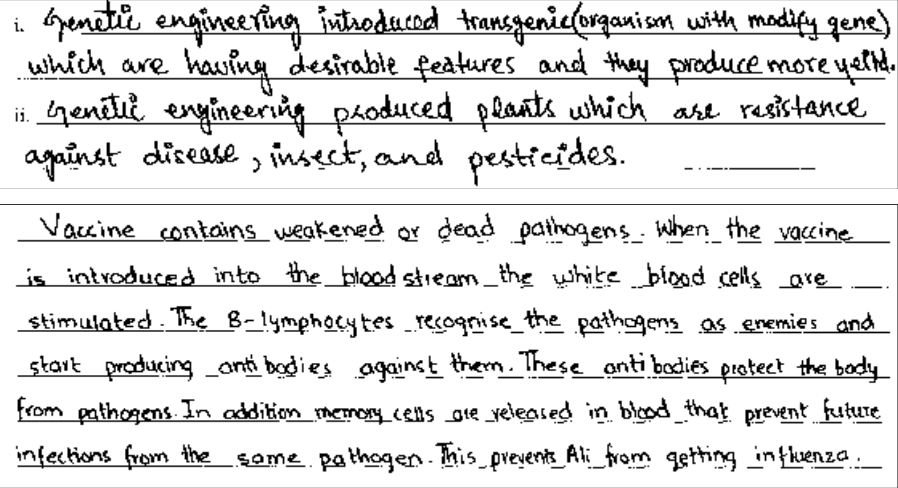 i. Genetic engineering introduced transgenic(organism with modify gene)
which are having desirable features and they produce more yeild.
ii. Genetic engineering produced plants which are resistance
against disease, insect, and pesticides.
Vaccine contains weakened or dead pathogens. When the vaccine
is introduced into the blood stream the white blood cells are
stimulated. The B-lymphocytes recognise the pathogens as enemies and
start producing antibodies against them. These antibodies protect the body
from pathogens. In addition memory cells are released in blood that prevent future
infections from the same pathogen. This prevents Ali from getting influenza.